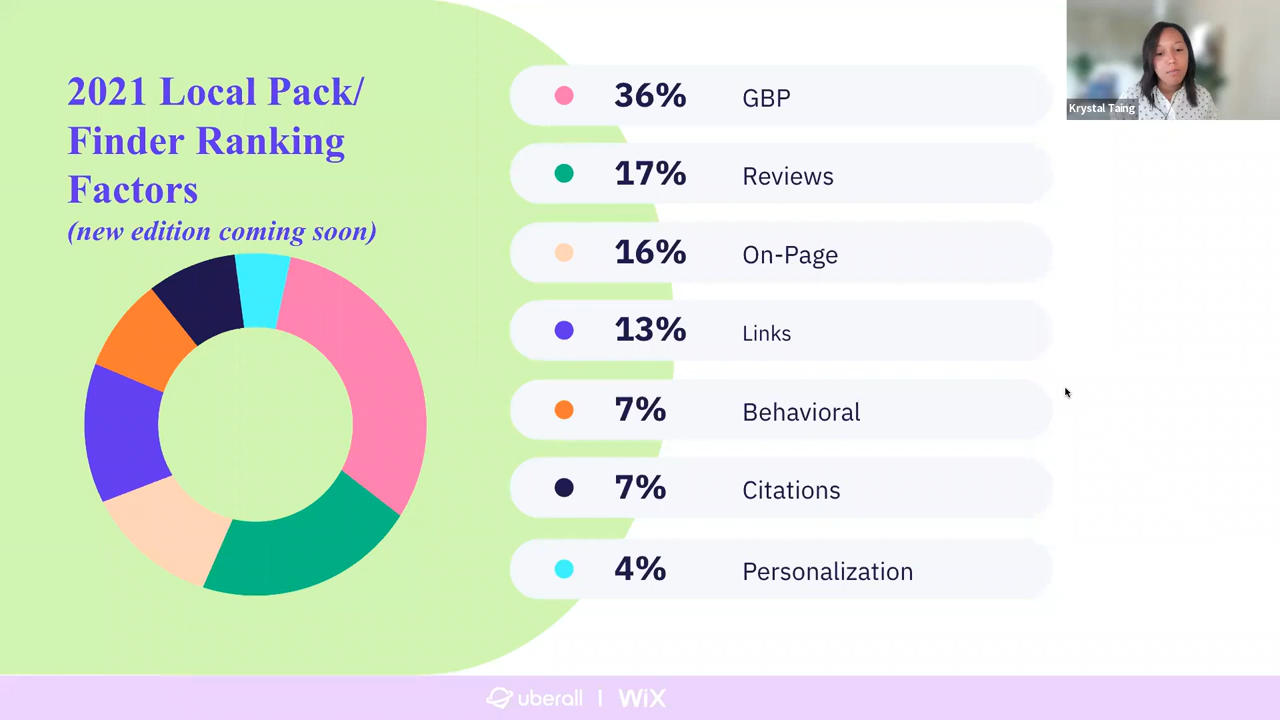 2021 Local Pack/
Finder Ranking
Factors
(new edition coming soon)
36% GBP
17% Reviews
16% On-Page
13% Links
7% Behavioral
7% Citations
4% Personalization
Krystal Taing
uberall | WiX